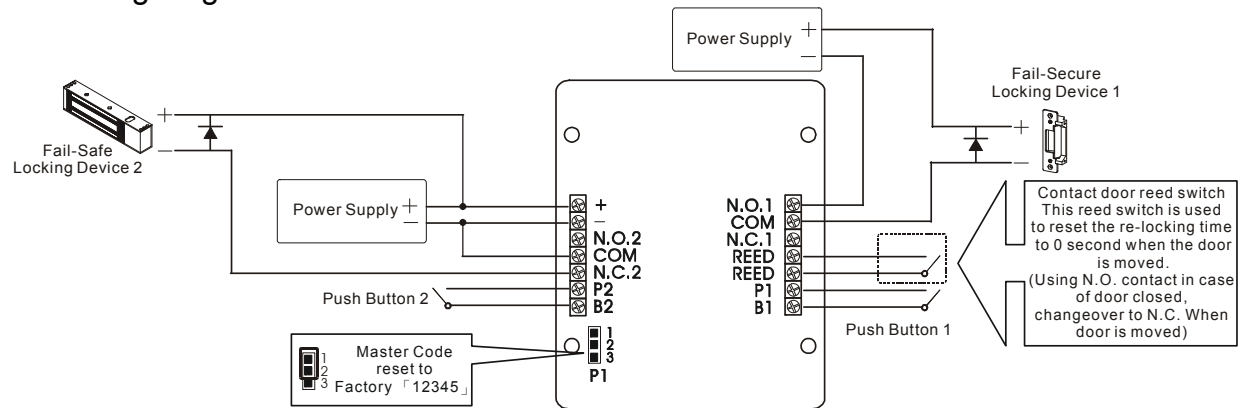 Power Supply +
−
Fail-Secure
Locking Device 1
+
−
Fail-Safe
Locking Device 2
+
−
Power Supply +
−
+
−
N.O.2
COM
N.C.2
P2
B2
Push Button 2
N.O.1
COM
N.C.1
REED
REED
P1
B1
Push Button 1
Contact door reed switch
This reed switch is used
to reset the re-locking time
to 0 second when the door
is moved.
(Using N.O. contact in case
of door closed,
changeover to N.C. When
door is moved)
1
2
3
P1
1
2
3
Master Code
reset to
Factory「12345」